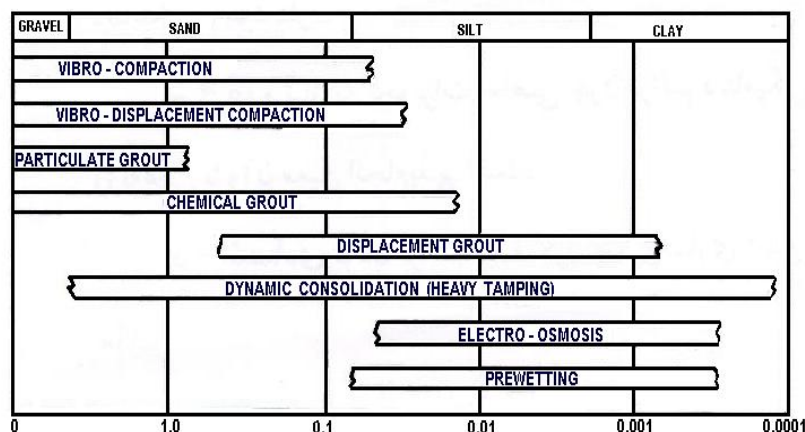 GRAVEL SAND SILT CLAY
VIBRO - COMPACTION
VIBRO - DISPLACEMENT COMPACTION
PARTICULATE GROUT
CHEMICAL GROUT
DISPLACEMENT GROUT
DYNAMIC CONSOLIDATION (HEAVY TAMPING)
ELECTRO - OSMOSIS
PREWETTING
0 1.0 0.1 0.01 0.001 0.0001